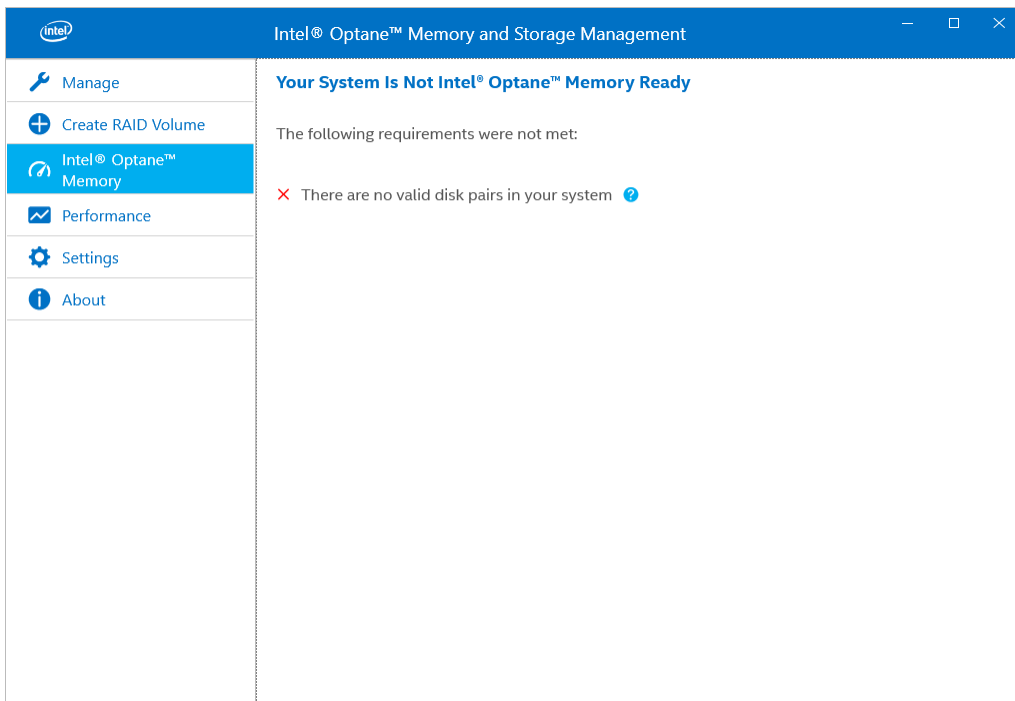 intel
Intel® Optane™ Memory and Storage Management
Manage
Create RAID Volume
Intel® Optane™
Memory
Performance
Settings
About
Your System Is Not Intel® Optane™ Memory Ready
The following requirements were not met:
There are no valid disk pairs in your system